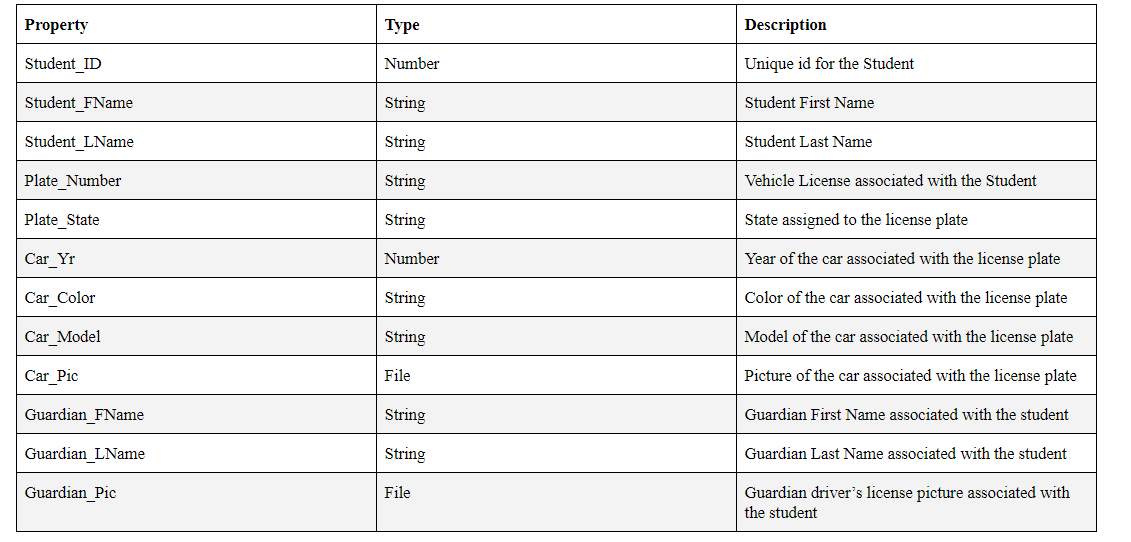 Property Type Description
Student_ID Number Unique id for the Student
Student_FName String Student First Name
Student_LName String Student Last Name
Plate_Number String Vehicle License associated with the Student
Plate_State String State assigned to the license plate
Car_Yr Number Year of the car associated with the license plate
Car_Color String Color of the car associated with the license plate
Car_Model String Model of the car associated with the license plate
Car_Pic File Picture of the car associated with the license plate
Guardian_FName String Guardian First Name associated with the student
Guardian_LName String Guardian Last Name associated with the student
Guardian_Pic File Guardian driver’s license picture associated with
the student